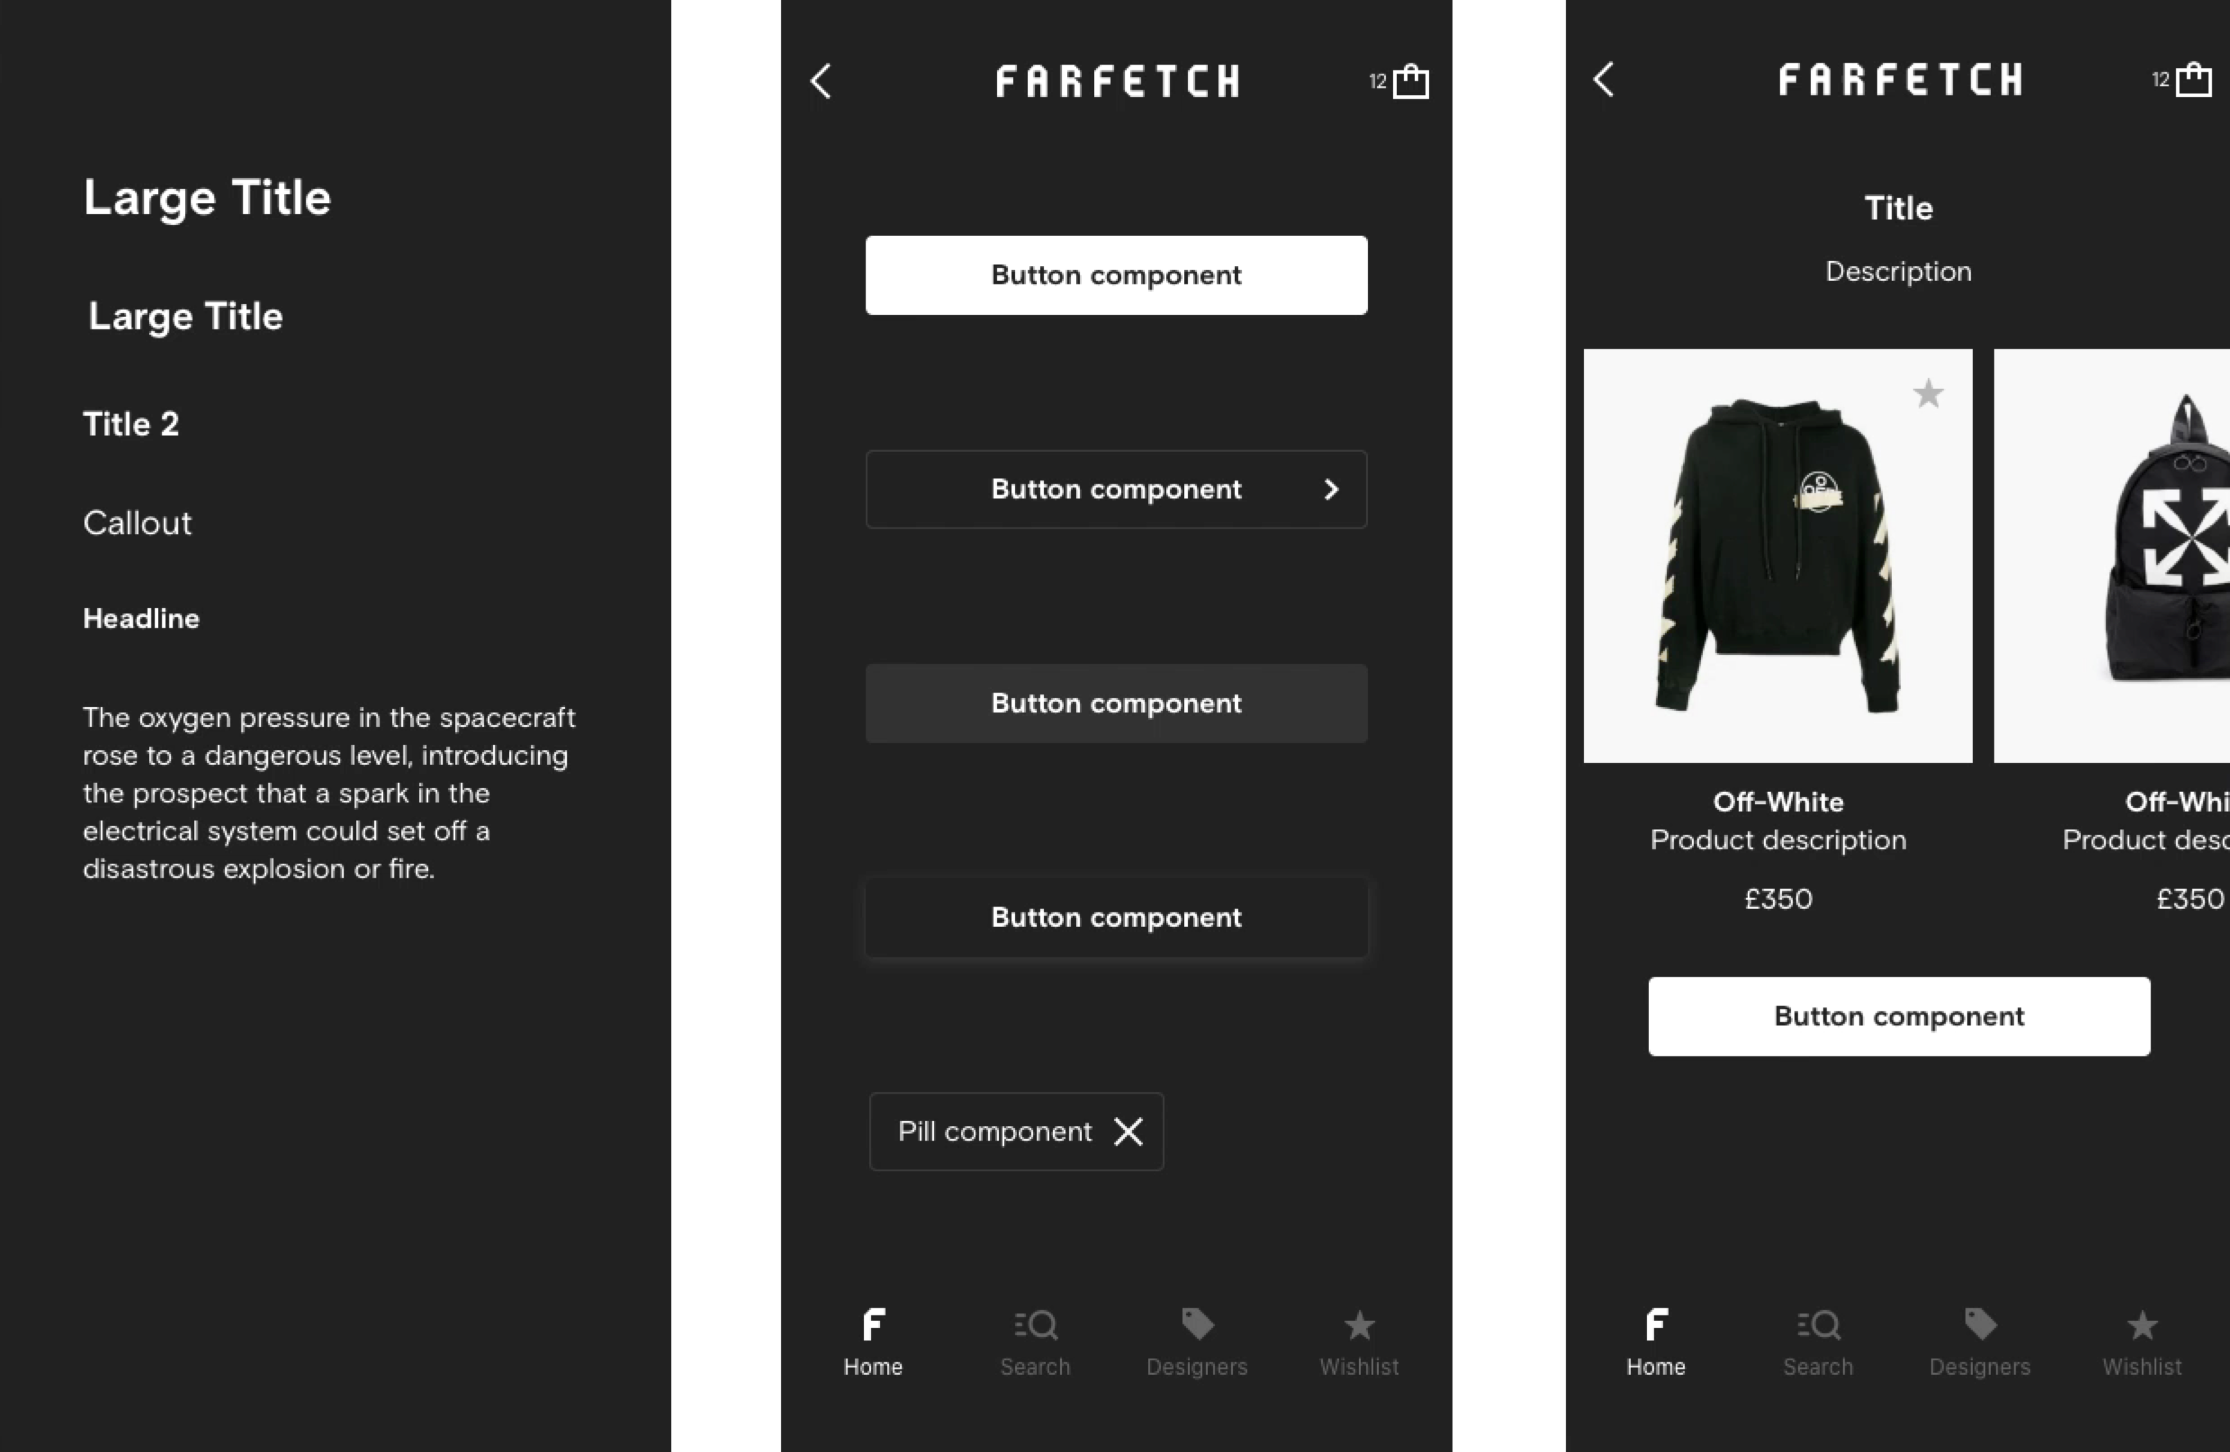 Large Title
Large Title
Title 2
Callout
Headline
The oxygen pressure in the spacecraft
rose to a dangerous level, introducing
the prospect that a spark in the
electrical system could set off a
disastrous explosion or fire.
FARFETCH
12
Button component
Button component
Button component
Button component
Pill component
F
Home
Search
Designers
Wishlist
FARFETCH
12
Title
Description
Off-White
Product description
£350
Off-Whi
Product desc
£350
Button component
F
Home
Search
Designers
Wishlist